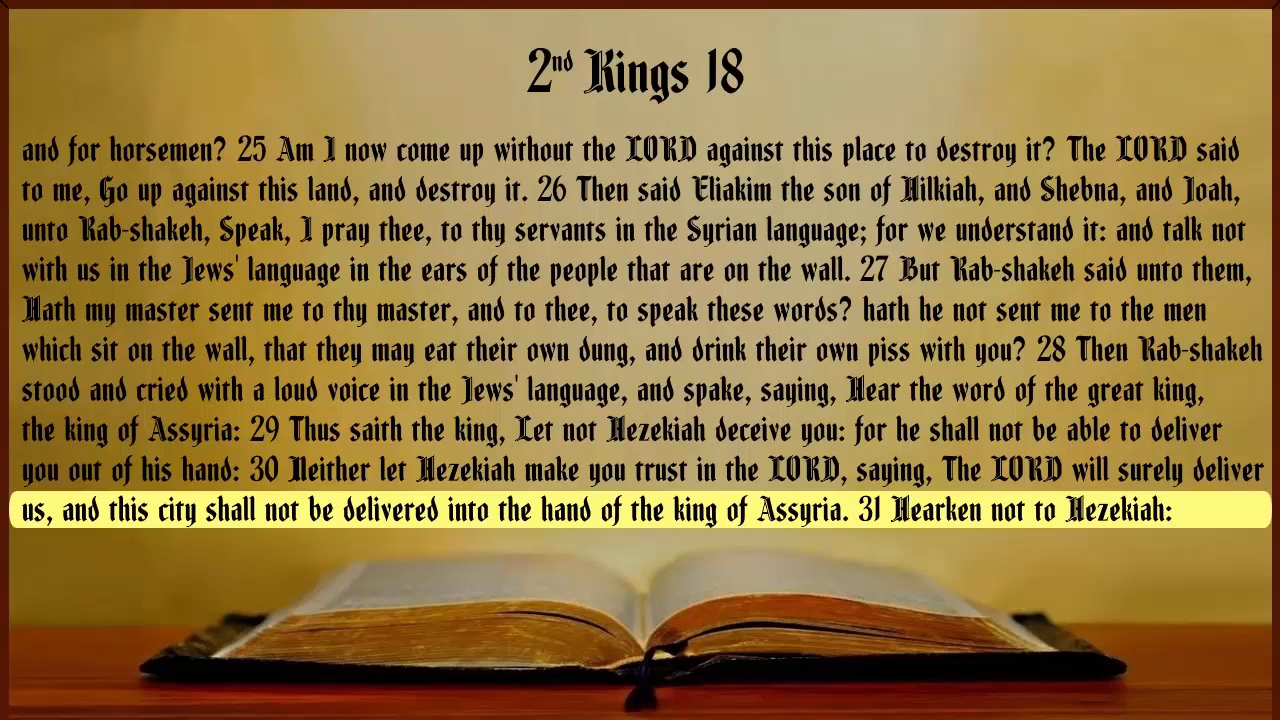 2nd Kings 18
and for horsemen? 25 Am I now come up without the LORD against this place to destroy it? The LORD said
to me, Go up against this land, and destroy it. 26 Then said Eliakim the son of Hilkiah, and Shebna, and Joah,
unto Rab-shakeh, Speak, I pray thee, to thy servants in the Syrian language; for we understand it: and talk not
with us in the Jews' language in the ears of the people that are on the wall. 27 But Rab-shakeh said unto them,
Hath my master sent me to thy master, and to thee, to speak these words? hath he not sent me to the men
which sit on the wall, that they may eat their own dung, and drink their own piss with you? 28 Then Rab-shakeh
stood and cried with a loud voice in the Jews' language, and spake, saying, Hear the word of the great king,
the king of Assyria: 29 Thus saith the king, Let not Hezekiah deceive you: for he shall not be able to deliver
you out of his hand: 30 Neither let Hezekiah make you trust in the LORD, saying, The LORD will surely deliver
us, and this city shall not be delivered into the hand of the king of Assyria. 31 Hearken not to Hezekiah: